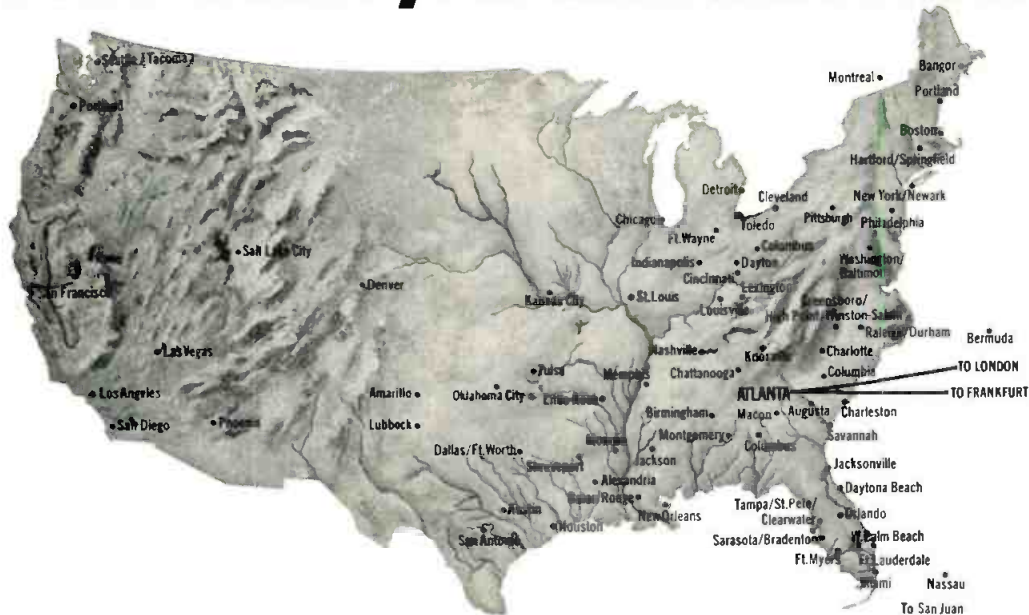 Seattle/Tacoma
Portland
San Francisco
Salt Lake City
Las Vegas
Los Angeles
San Diego
Phoenix
Denver
Amarillo
Lubbock
Oklahoma City
Tulsa
Kansas City
Dallas/Ft.Worth
Austin
San Antonio
Houston
Shreveport
Monroe
Alexandria
Baton/Rouge
New Orleans
Jackson
Little Rock
Memphis
St.Louis
Chicago
Ft.Wayne
Indianapolis
Detroit
Toledo
Cleveland
Columbus
Dayton
Cincinnati
Lexington
Louisville
Nashville
Knoxville
Chattanooga
Birmingham
Montgomery
ATLANTA
Macon
Columbus
Augusta
Savannah
Charleston
Columbia
Charlotte
Greensboro/
High Point/Winston-Salem
Raleigh/Durham
Washington/
Baltimore
Philadelphia
Pittsburgh
New York/Newark
Hartford/Springfield
Boston
Portland
Bangor
Montreal
Bermuda
TO LONDON
TO FRANKFURT
Jacksonville
Daytona Beach
Orlando
Tampa/St.Pete/
Clearwater
Sarasota/Bradenton
W.Palm Beach
Ft.Myers
Ft.Lauderdale
Miami
Nassau
To San Juan